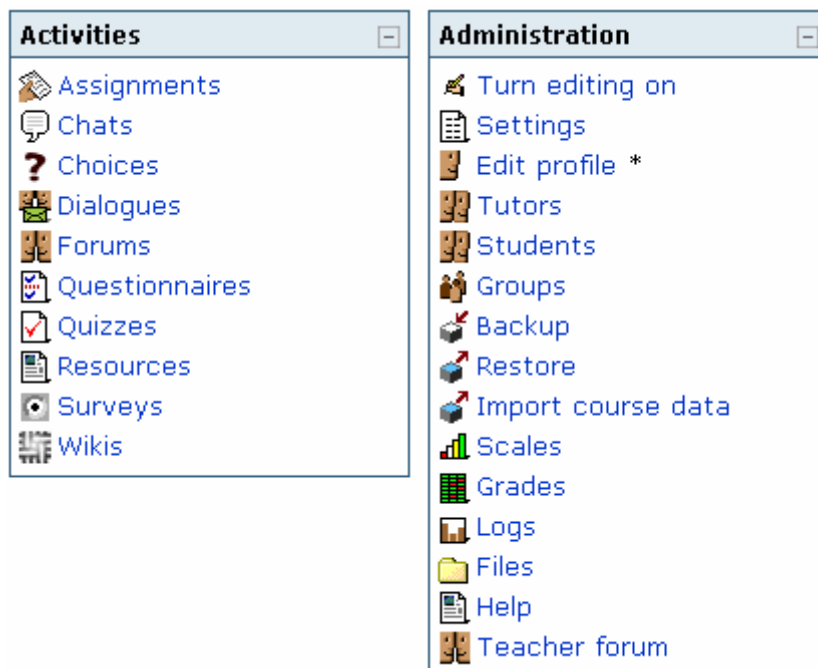 Activities
Assignments
Chats
Choices
Dialogues
Forums
Questionnaires
Quizzes
Resources
Surveys
Wikis
Administration
Turn editing on
Settings
Edit profile *
Tutors
Students
Groups
Backup
Restore
Import course data
Scales
Grades
Logs
Files
Help
Teacher forum